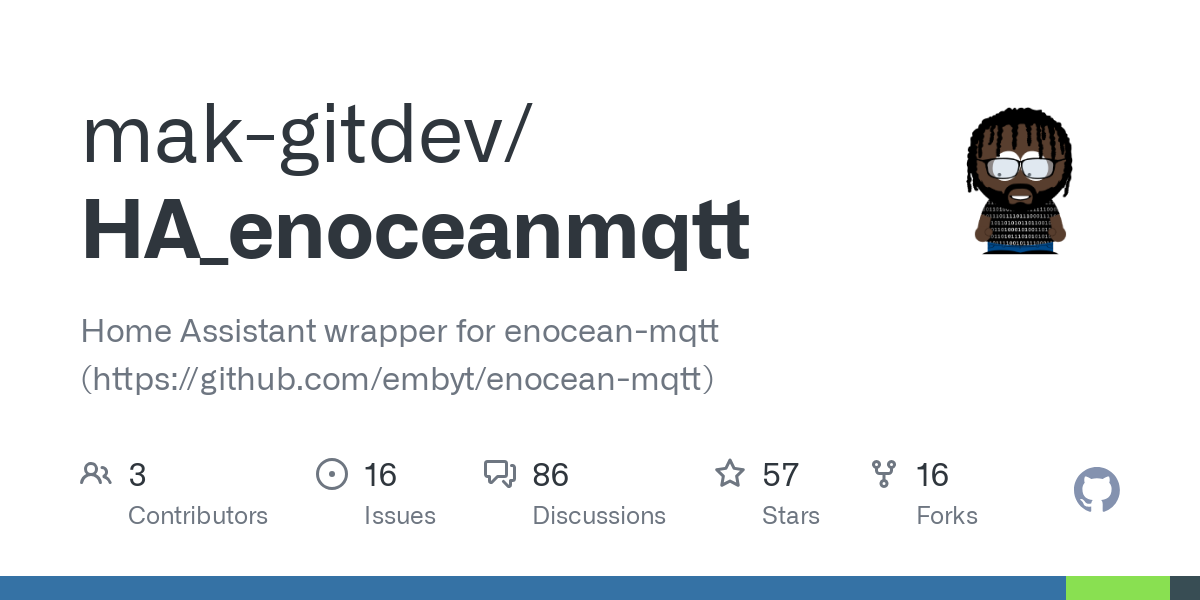 mak-gitdev/
HA_enoceanmqtt
Home Assistant wrapper for enocean-mqtt
(https://github.com/embyt/enocean-mqtt)
3
Contributors
16
Issues
86
Discussions
57
Stars
16
Forks